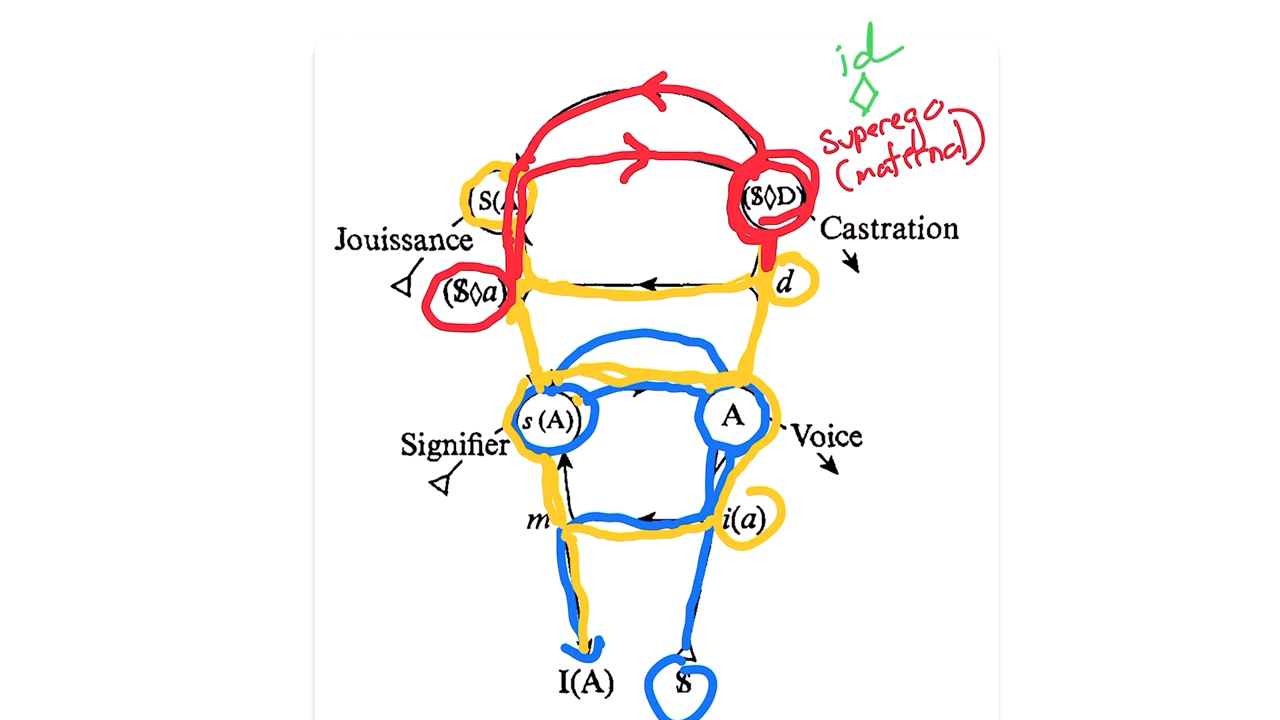 id
◊
superego
(maternal)
S(A
($◊D)
Jouissance
Castration
($◊a)
d
s (A)
A
Signifier
Voice
m
i(a)
I(A)
$